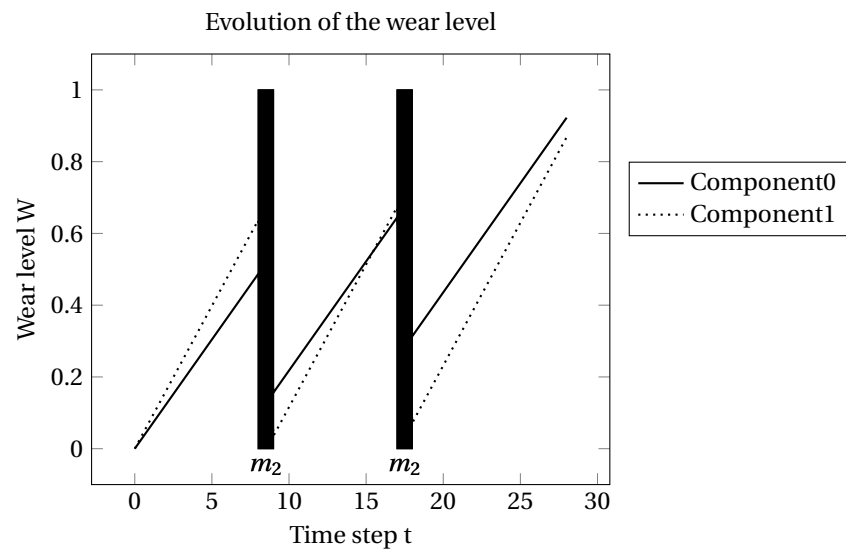 Evolution of the wear level
Wear level W
1
0.8
0.6
0.4
0.2
0
m2
m2
0 5 10 15 20 25 30
Time step t
Component0
Component1